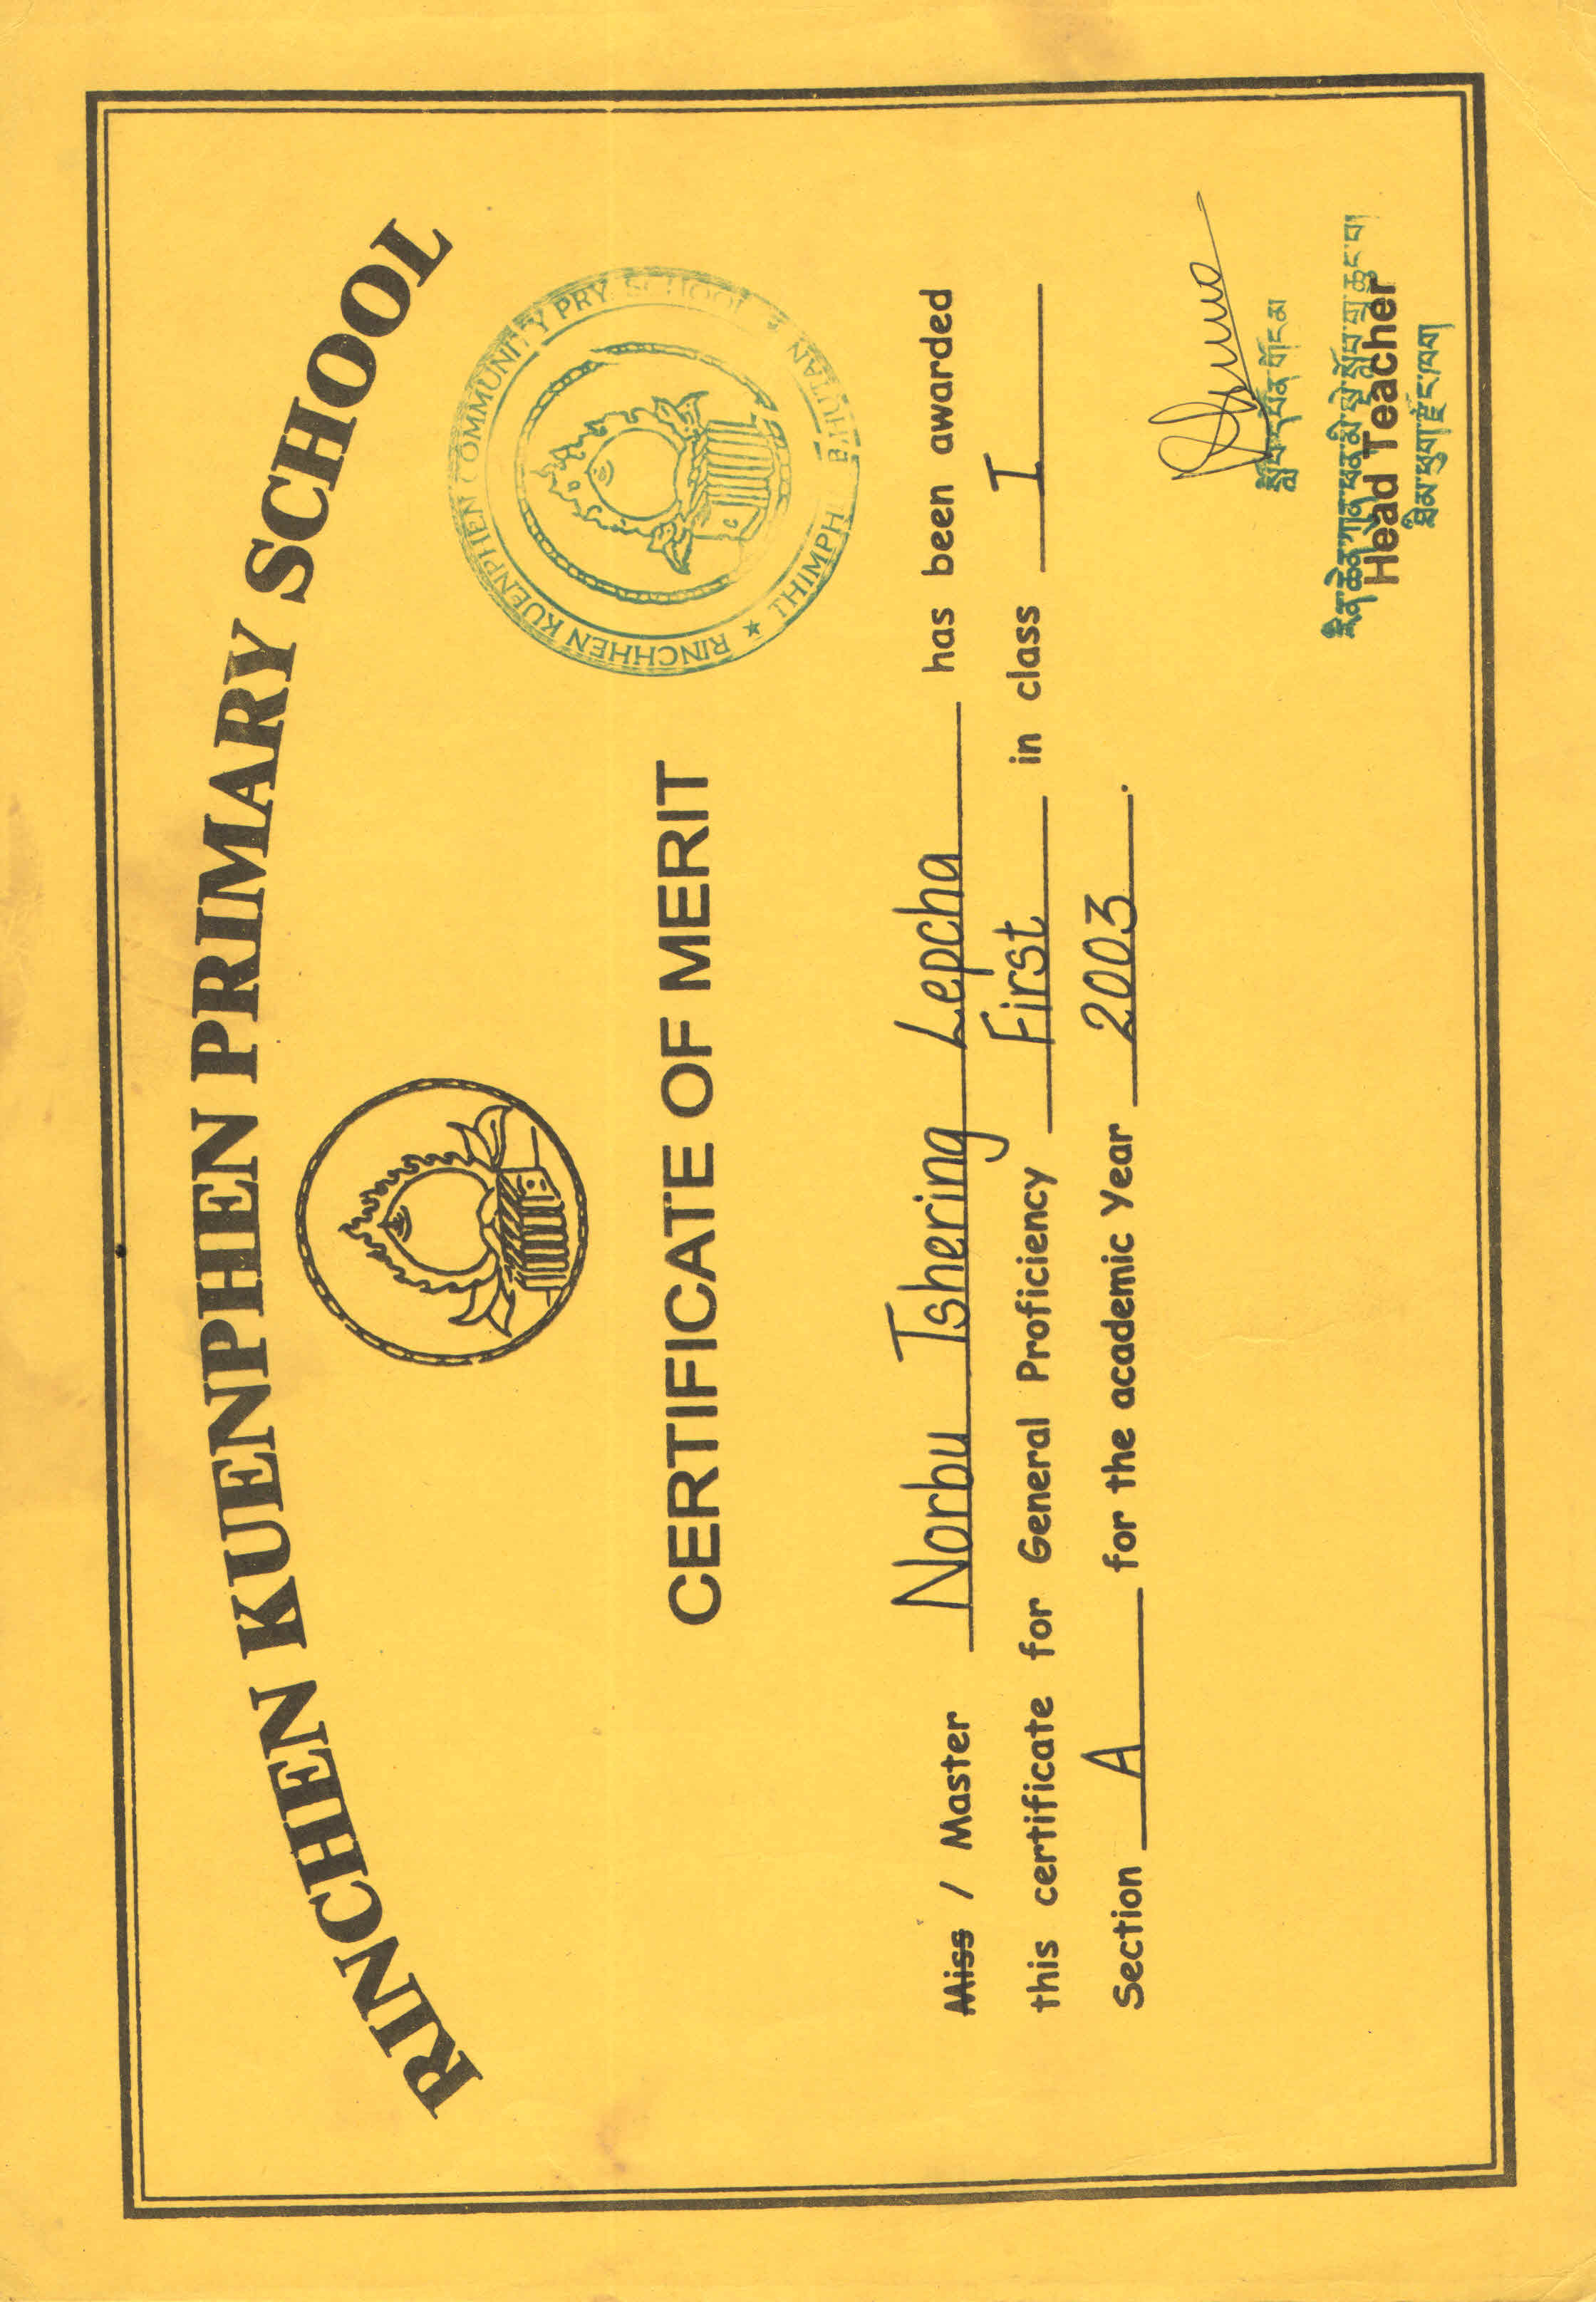 RINCHEN KUENPHEN PRIMARY SCHOOL
RINCHHEN KUENPHEN COMMUNITY PRY SCHOOL
THIMPHU BHUTAN
CERTIFICATE OF MERIT
Miss / Master Norbu Tshering Lepcha has been awarded
this certificate for General Proficiency First in class I
Section A for the academic Year 2003.
སློབ་དཔོན་གོང་མ
རིན་ཆེན་ཀུན་ཕན་མི་སྡེ་སློབ་གྲྭ་ཆུང་བ།
Head Teacher
ཐིམ་ཕུག་རྫོང་ཁག།